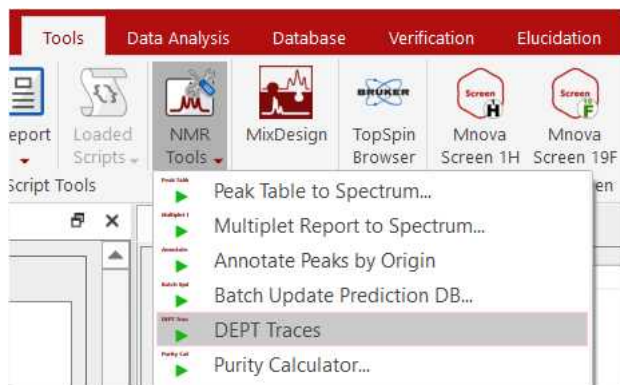 Tools Data Analysis Database Verification Elucidation
eport Loaded Scripts NMR Tools MixDesign BRUKER TopSpin Browser Screen H Mnova Screen 1H Screen 19 F Mnova Screen 19F
Script Tools en
Peak Table to Spectrum...
Multiplet Report to Spectrum...
Annotate Peaks by Origin
Batch Update Prediction DB...
DEPT Traces
Purity Calculator...